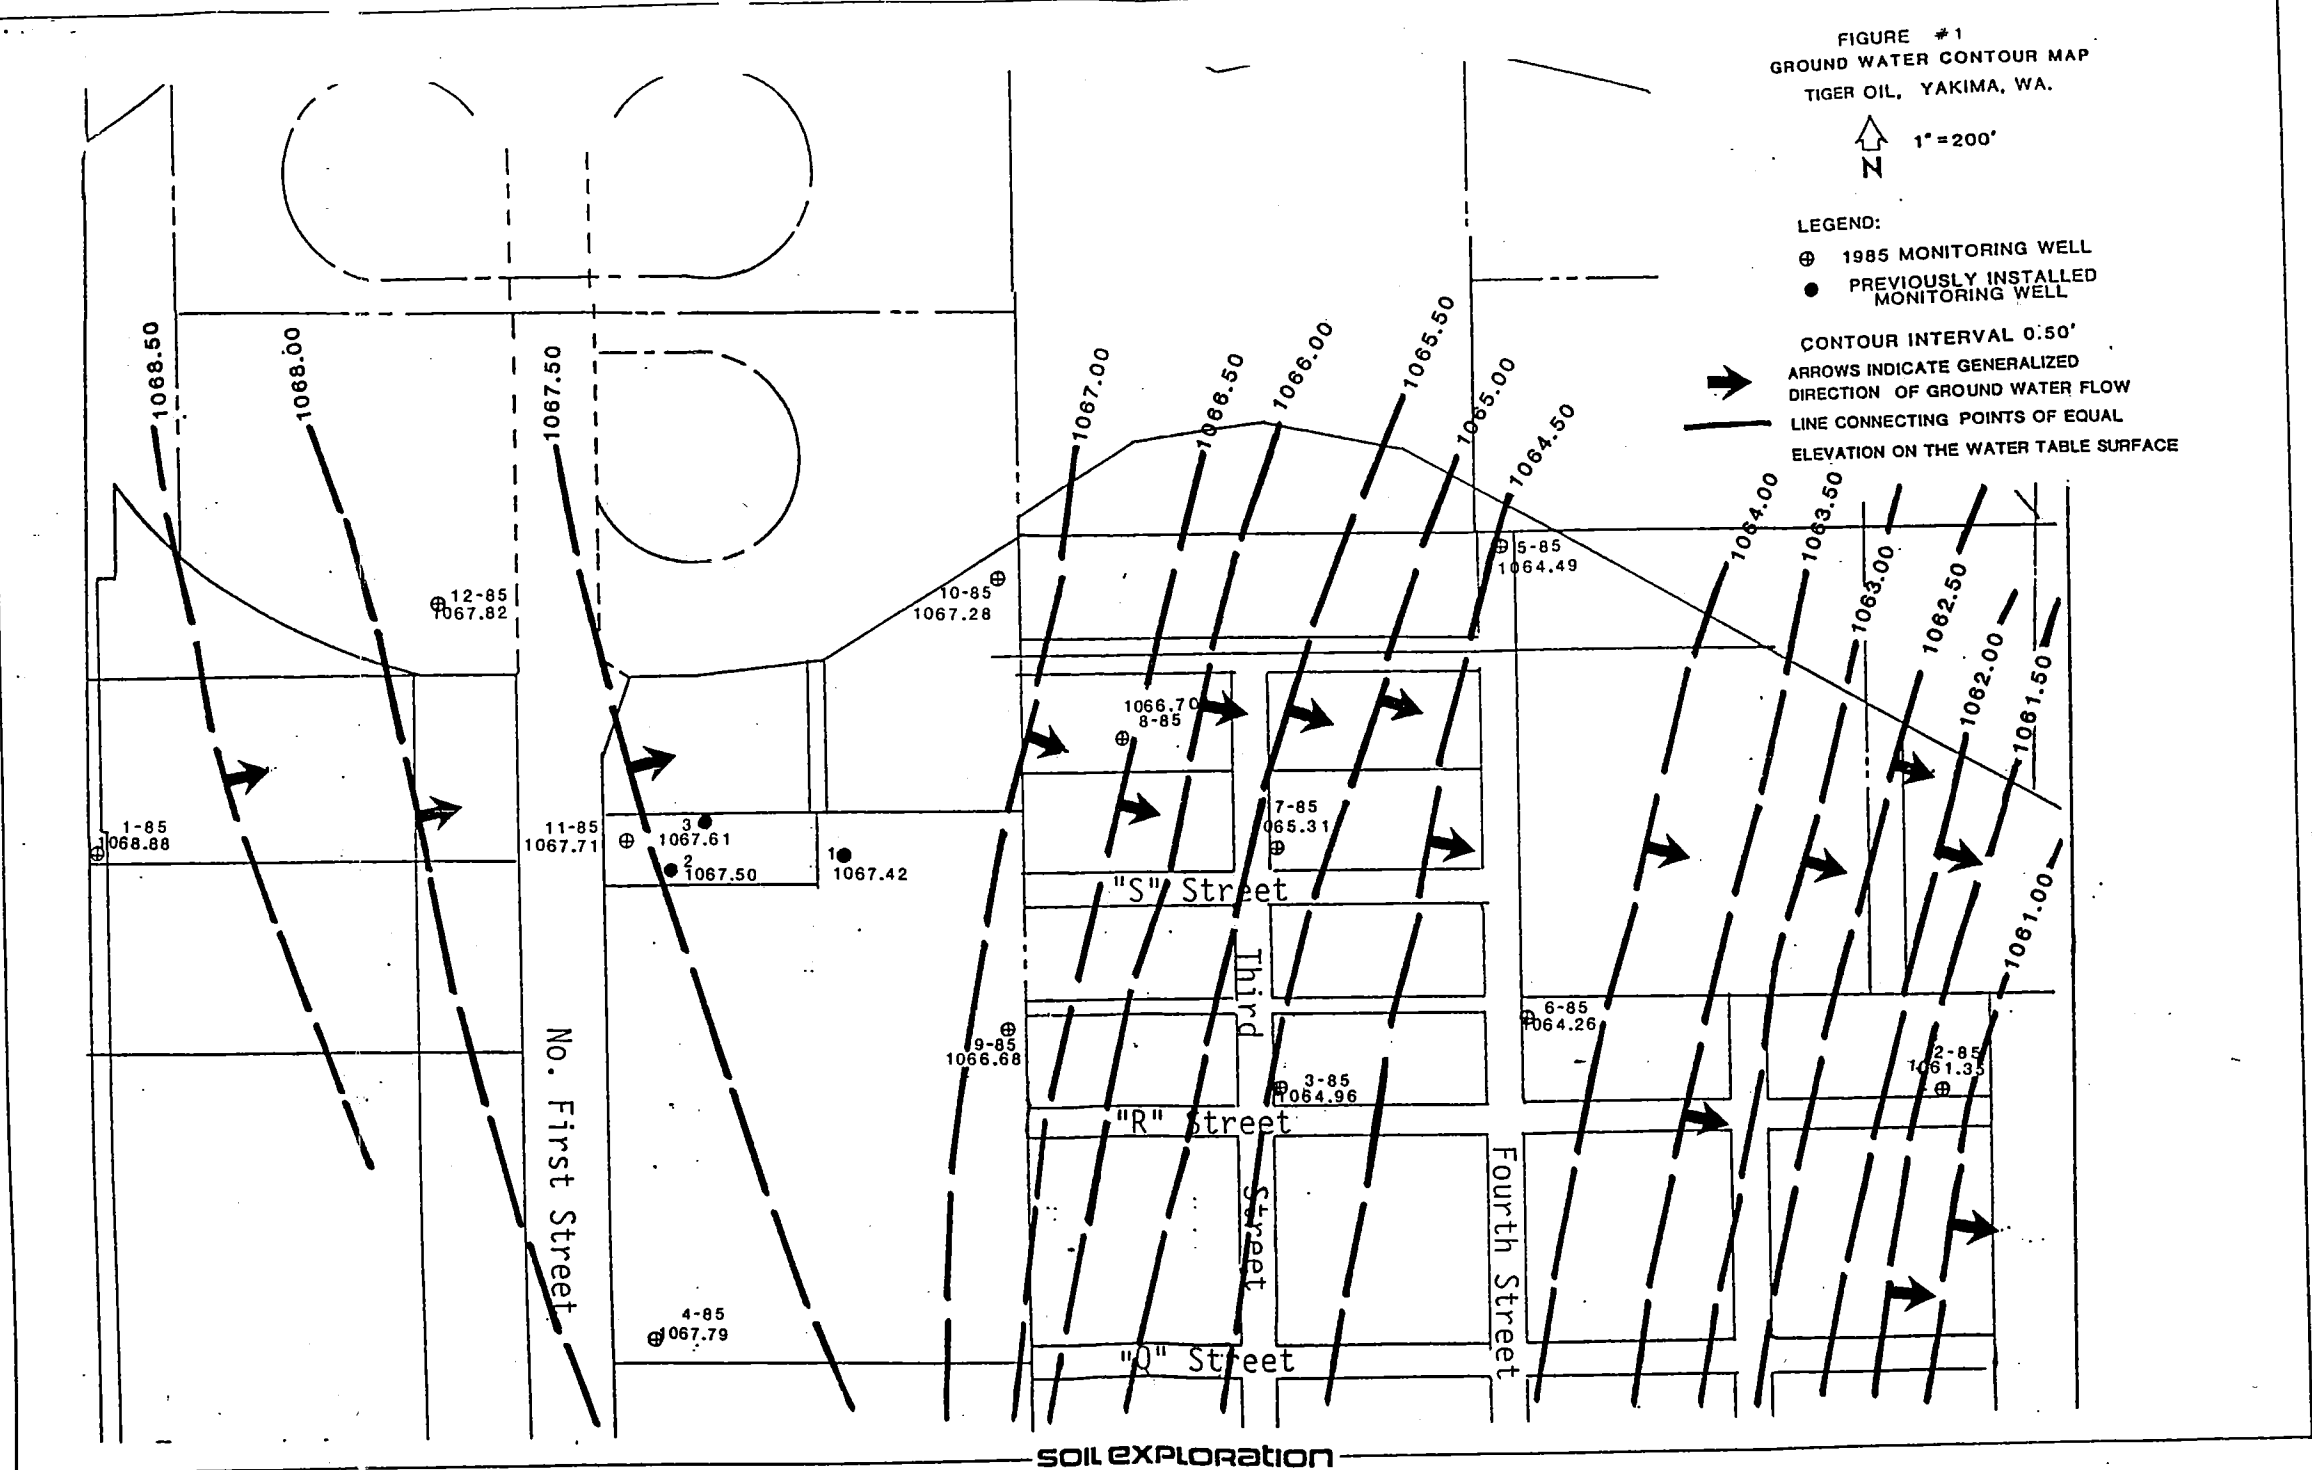 FIGURE #1
GROUND WATER CONTOUR MAP
TIGER OIL, YAKIMA, WA.
1"=200'
N
LEGEND:
1985 MONITORING WELL
PREVIOUSLY INSTALLED
MONITORING WELL
CONTOUR INTERVAL 0.50'
ARROWS INDICATE GENERALIZED
DIRECTION OF GROUND WATER FLOW
LINE CONNECTING POINTS OF EQUAL
ELEVATION ON THE WATER TABLE SURFACE
1068.50
1068.00
1067.50
1067.00
1066.50
1066.00
1065.50
1065.00
1064.50
1064.00
1063.50
1063.00
1062.50
1062.00
1061.50
1061.00
12-85
1067.82
10-85
1067.28
5-85
1064.49
1066.70
8-85
1-85
1068.88
11-85
1067.71
3
1067.61
2
1067.50
1
1067.42
7-85
065.31
"S" Street
Third Street
9-85
1066.68
6-85
1064.26
3-85
1064.96
2-85
1061.35
"R" Street
No. First Street
Fourth Street
4-85
1067.79
"Q" Street
SOIL EXPLORATION